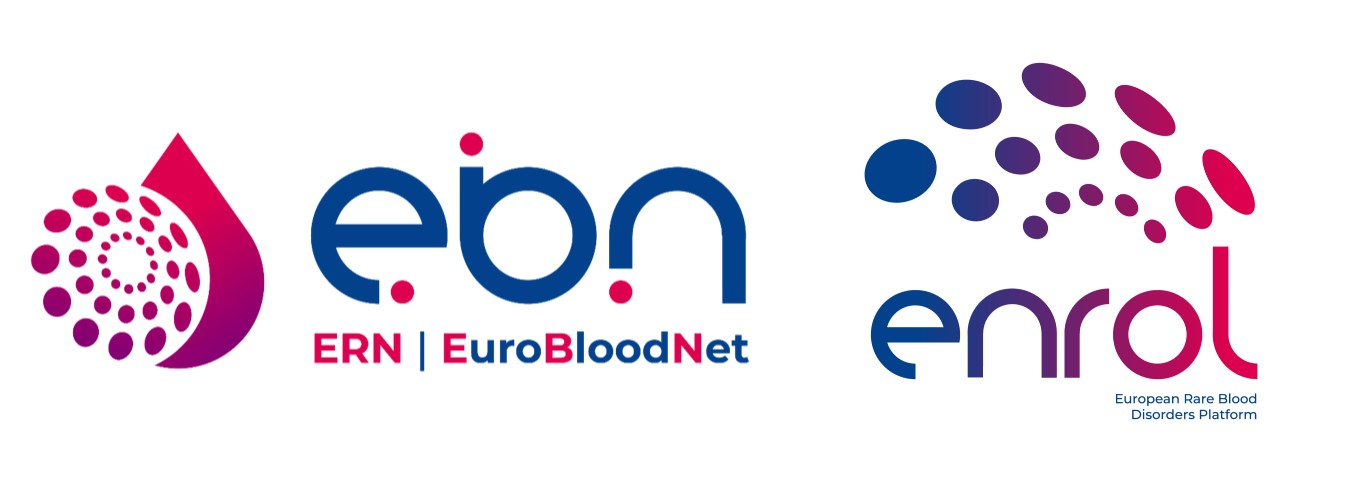 ebn
ERN | EuroBloodNet
enrol
European Rare Blood
Disorders Platform